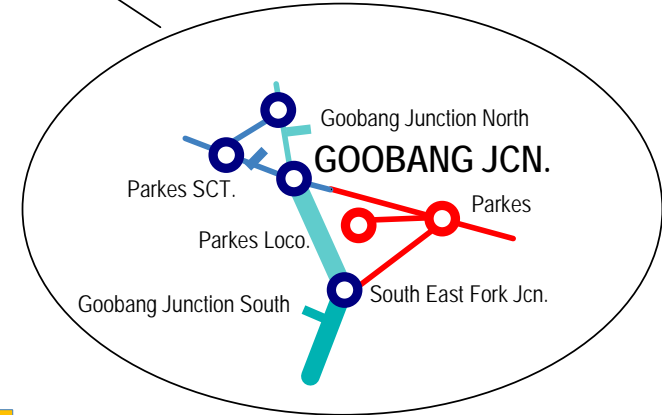 Goobang Junction North
GOOBANG JCN.
Parkes SCT.
Parkes
Parkes Loco.
South East Fork Jcn.
Goobang Junction South